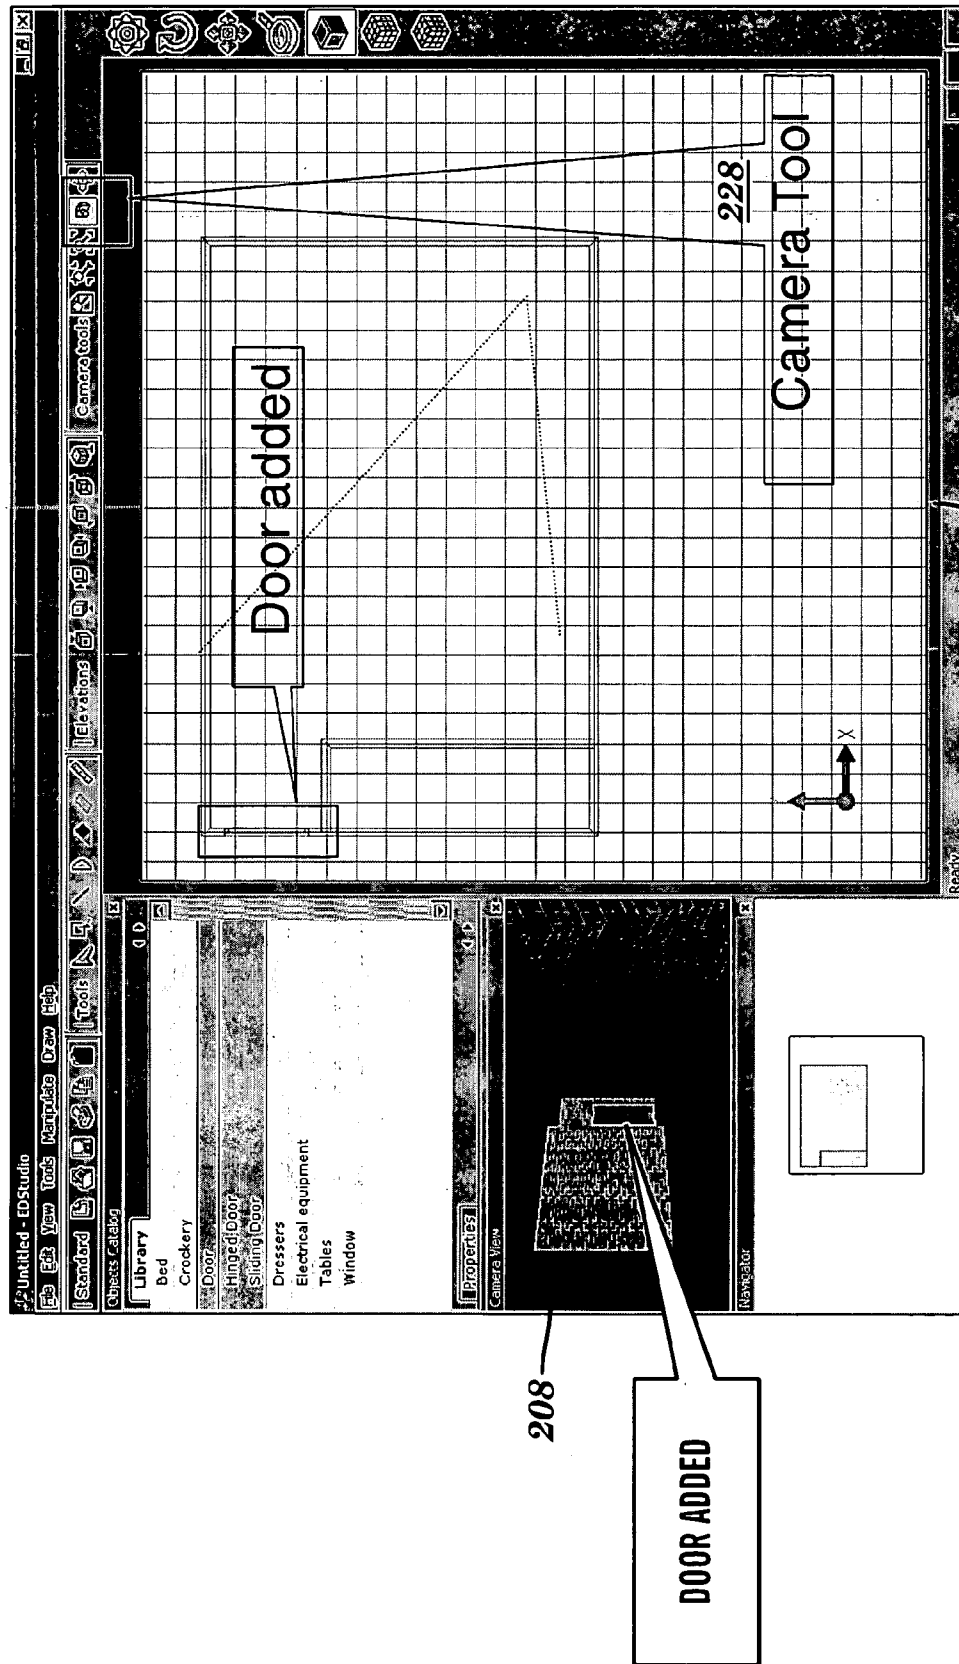 Untitled - EDStudio
File Edit View Tools Manipulate Draw Help
Standard
Tools
Elevations
Camera tools
Objects Catalog
Library
Bed
Crockery
Door
Hinged Door
Sliding Door
Dressers
Electrical equipment
Tables
Window
Properties
Camera View
Navigator
Door added
228
Camera Tool
X
Ready
208
DOOR ADDED